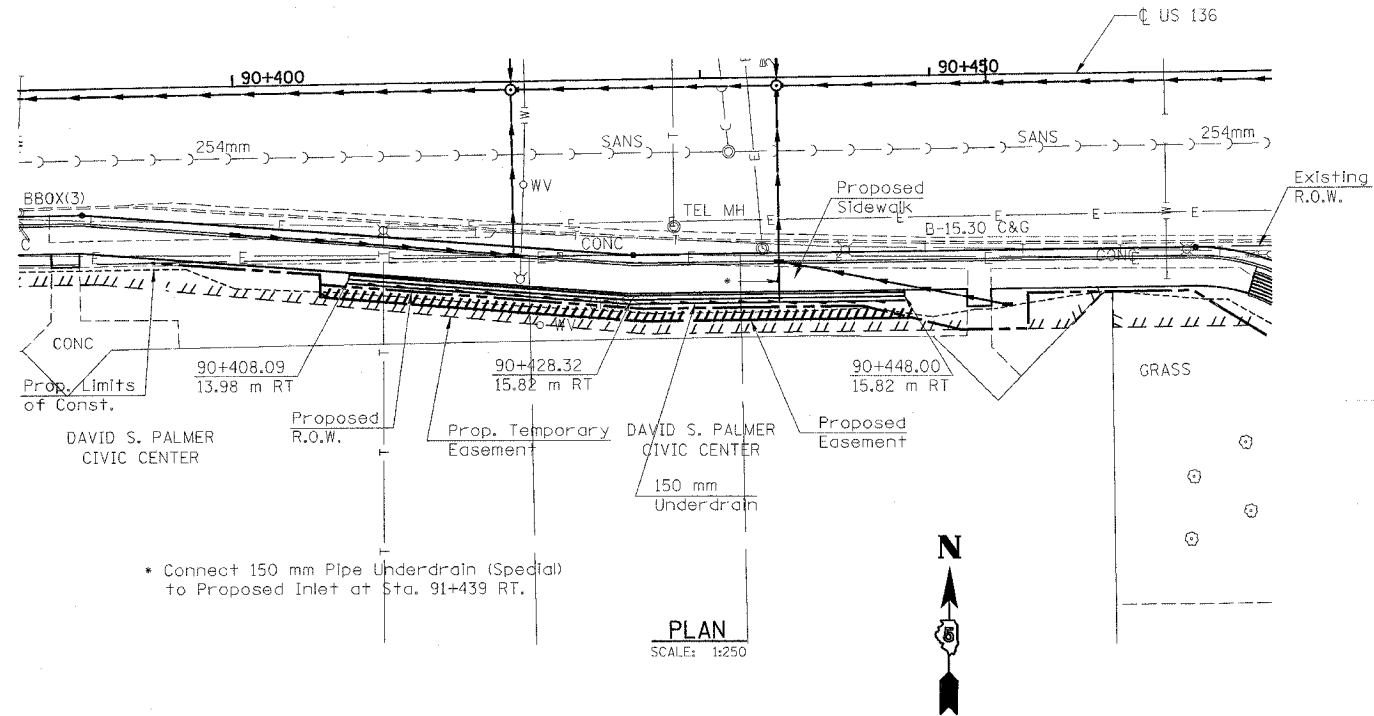 ℄ US 136
90+400
90+450
W
T
E
254mm
SANS
SANS
254mm
W
Existing
R.O.W.
BBOX(3)
WV
Proposed
Sidewalk
TEL MH
E
E
E
E
E
E
B-15.30 C&G
CONC
CONC
E
E
E
E
WV
CONC
90+408.09
13.98 m RT
90+428.32
15.82 m RT
90+448.00
15.82 m RT
GRASS
Prop. Limits
of Const.
Proposed
R.O.W.
Prop. Temporary
Easement
Proposed
Easement
DAVID S. PALMER
CIVIC CENTER
DAVID S. PALMER
CIVIC CENTER
T
150 mm
Underdrain
* Connect 150 mm Pipe Underdrain (Special)
to Proposed Inlet at Sta. 91+439 RT.
N
5
PLAN
SCALE: 1:250